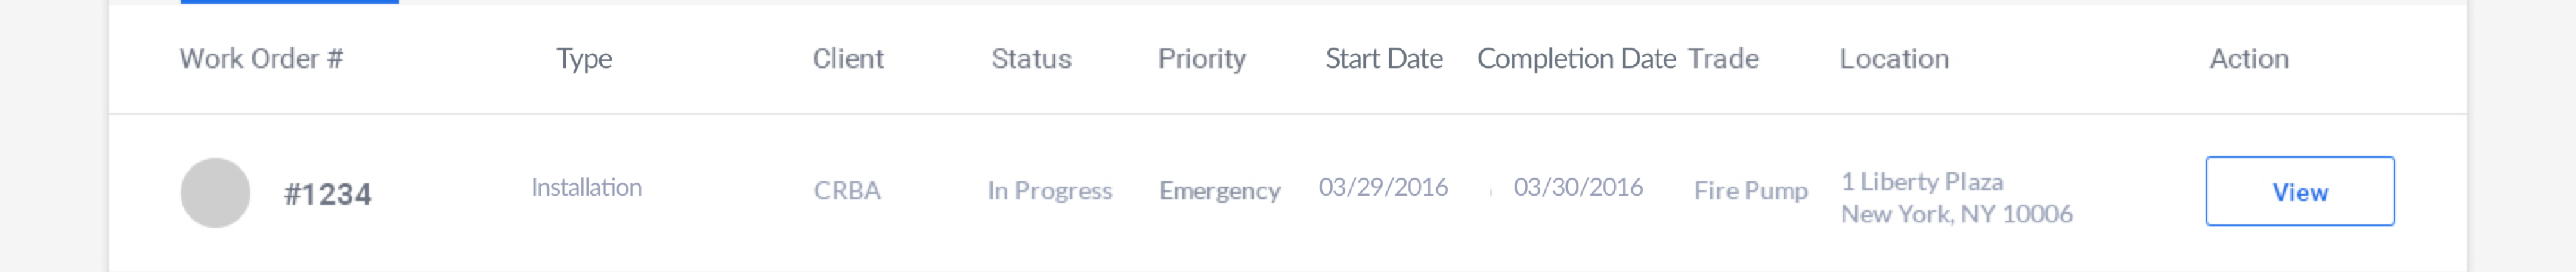 Work Order # Type Client Status Priority Start Date Completion Date Trade Location Action
#1234 Installation CRBA In Progress Emergency 03/29/2016 03/30/2016 Fire Pump 1 Liberty Plaza View
New York, NY 10006